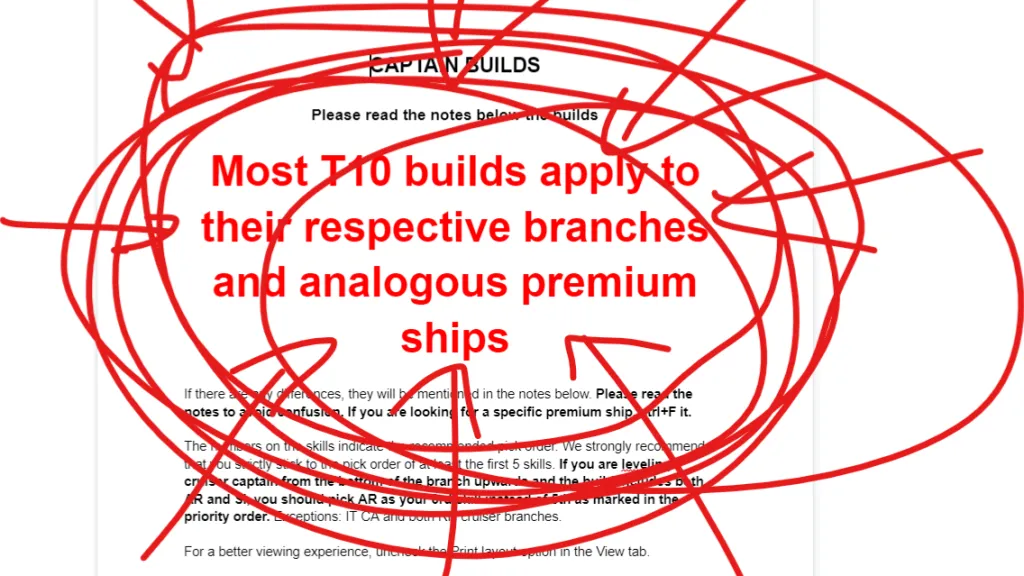 CAPTAIN BUILDS
Please read the notes below the builds
Most T10 builds apply to
their respective branches
and analogous premium
ships
If there are any differences, they will be mentioned in the notes below. Please read the
notes to avoid confusion. If you are looking for a specific premium ship, Ctrl+F it.
The numbers on the skills indicate the recommended pick order. We strongly recommend
that you strictly stick to the pick order of at least the first 5 skills. If you are leveling
cruiser captain from the bottom of the branch upwards and the build includes both
AR and SI, you should pick AR as your instead of 5th as marked in the
priority order. Exceptions: IT CA and both cruiser branches.
For a better viewing experience, uncheck the Print layout option in the View tab.